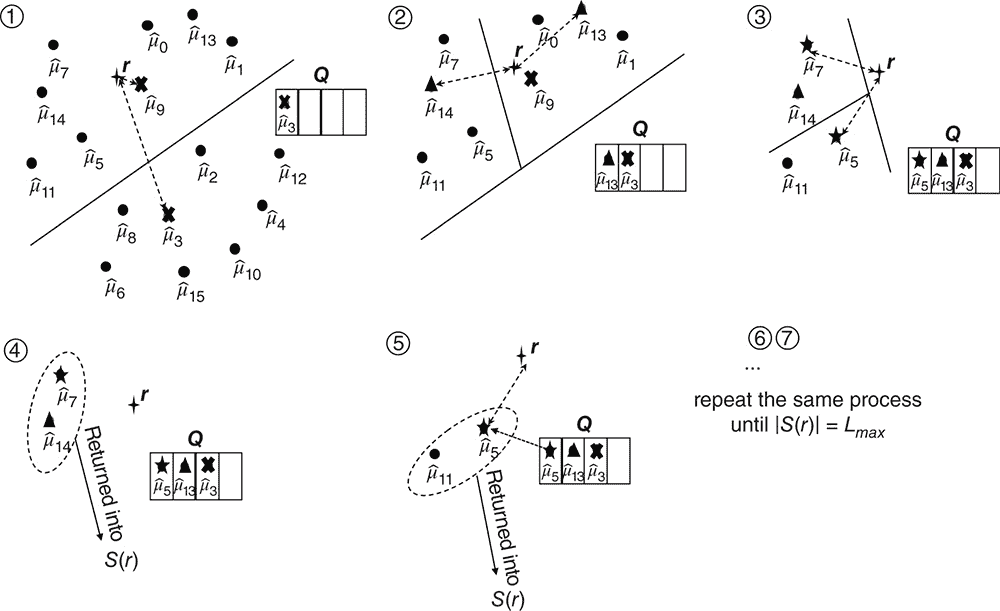 ①
μ̂0
μ̂13
μ̂1
μ̂7
r
μ̂9
μ̂14
μ̂5
μ̂11
μ̂2
μ̂12
μ̂8
μ̂3
μ̂4
μ̂6
μ̂15
μ̂10
Q
μ̂3
②
μ̂0
μ̂13
μ̂7
r
μ̂1
μ̂14
μ̂9
μ̂5
μ̂11
Q
μ̂13 μ̂3
③
μ̂7
r
μ̂14
μ̂5
μ̂11
Q
μ̂5 μ̂13 μ̂3
④
μ̂7
r
μ̂14
Q
μ̂5 μ̂13 μ̂3
Returned into
S(r)
⑤
r
μ̂5
μ̂11
Q
μ̂5 μ̂13 μ̂3
Returned into
S(r)
⑥⑦
...
repeat the same process
until |S(r)| = Lmax